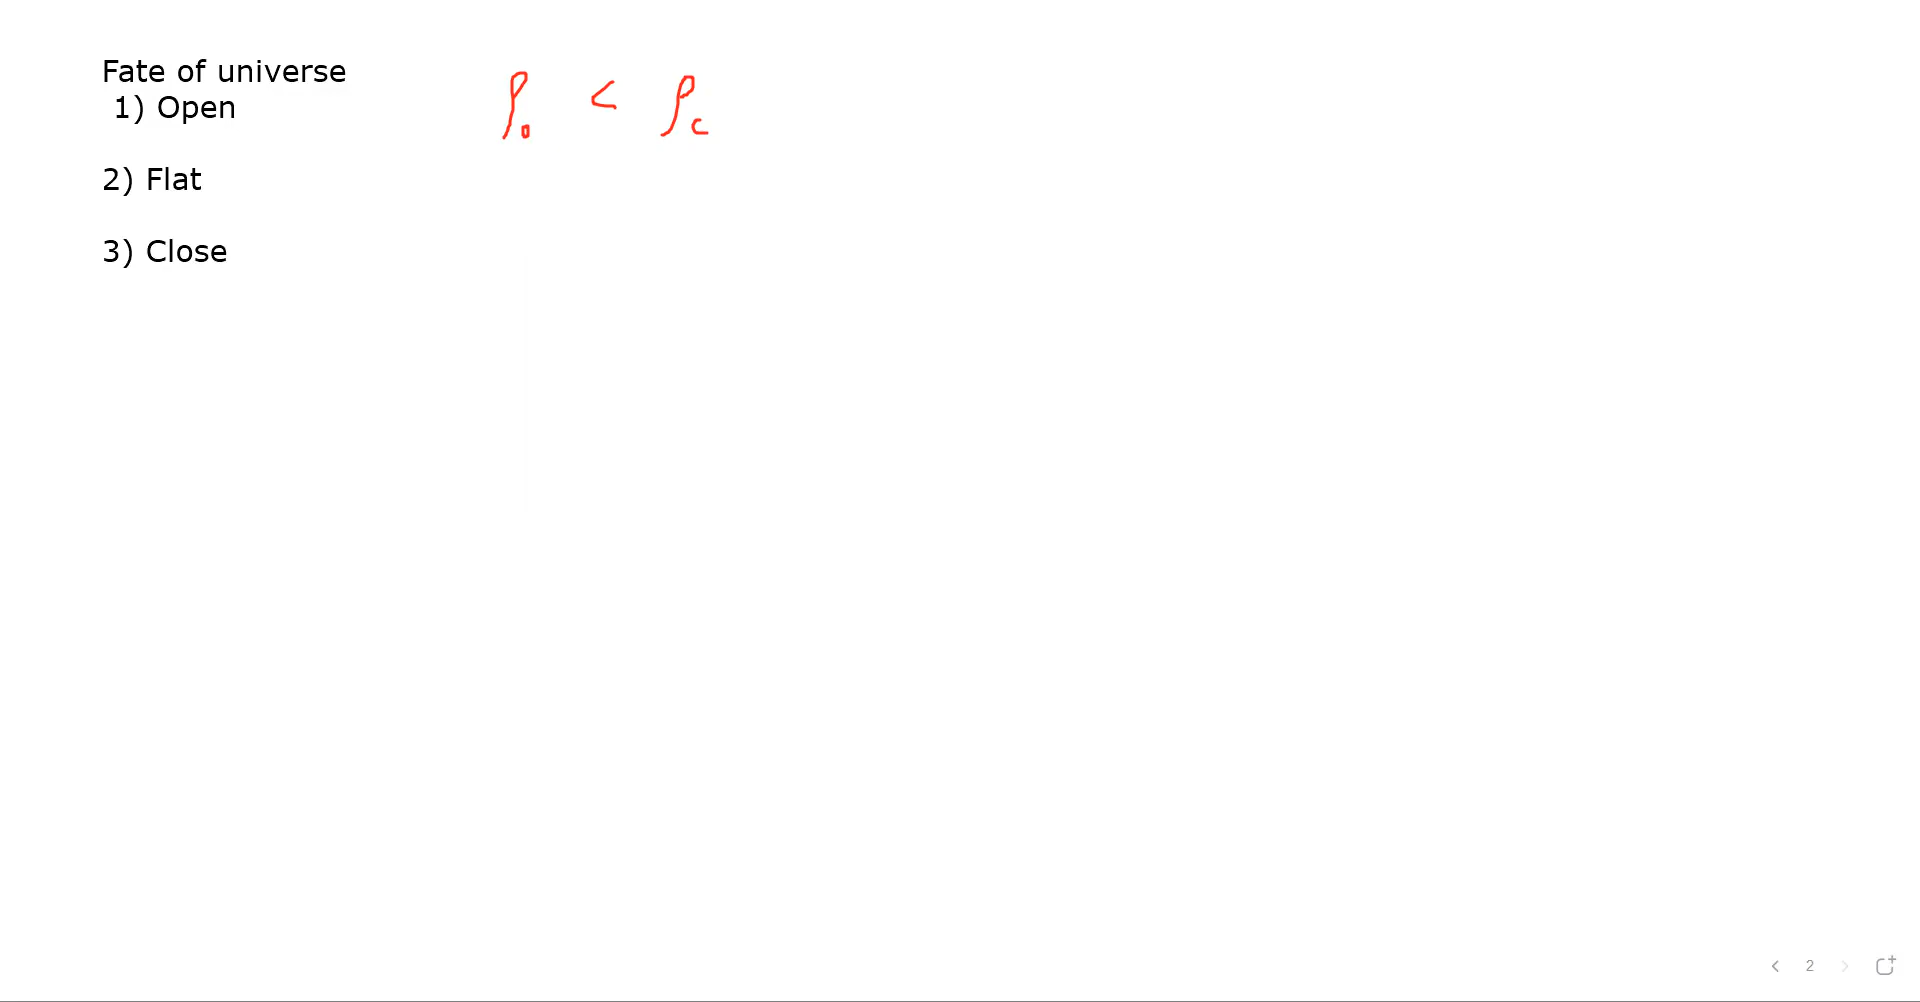 Fate of universe
1) Open ρ₀ < ρc
2) Flat
3) Close
2